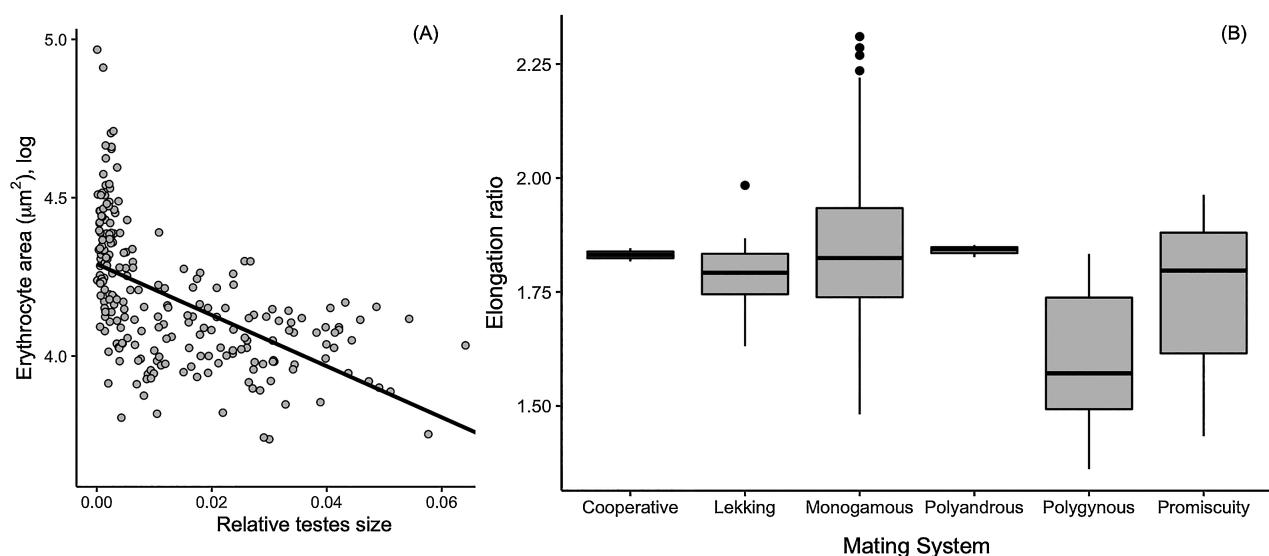 (A)
5.0
4.5
4.0
Erythrocyte area (μm²), log
0.00 0.02 0.04 0.06
Relative testes size
(B)
2.25
2.00
1.75
1.50
Elongation ratio
Cooperative Lekking Monogamous Polyandrous Polygynous Promiscuity
Mating System